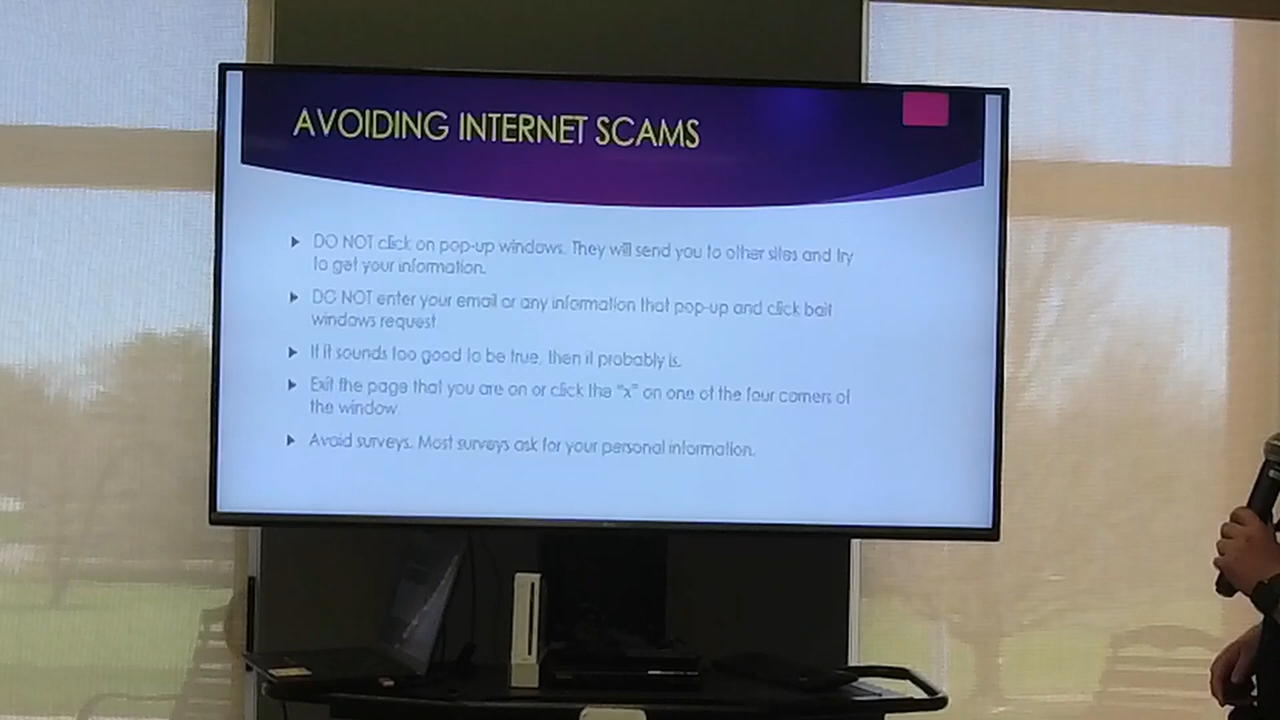 AVOIDING INTERNET SCAMS
DO NOT click on pop-up windows. They will send you to other sites and try
to get your information.
DO NOT enter your email or any information that pop-up and click bait
windows request
If it sounds too good to be true, then it probably is.
Exit the page that you are on or click the "x" on one of the four corners of
the window
Avoid surveys. Most surveys ask for your personal information.